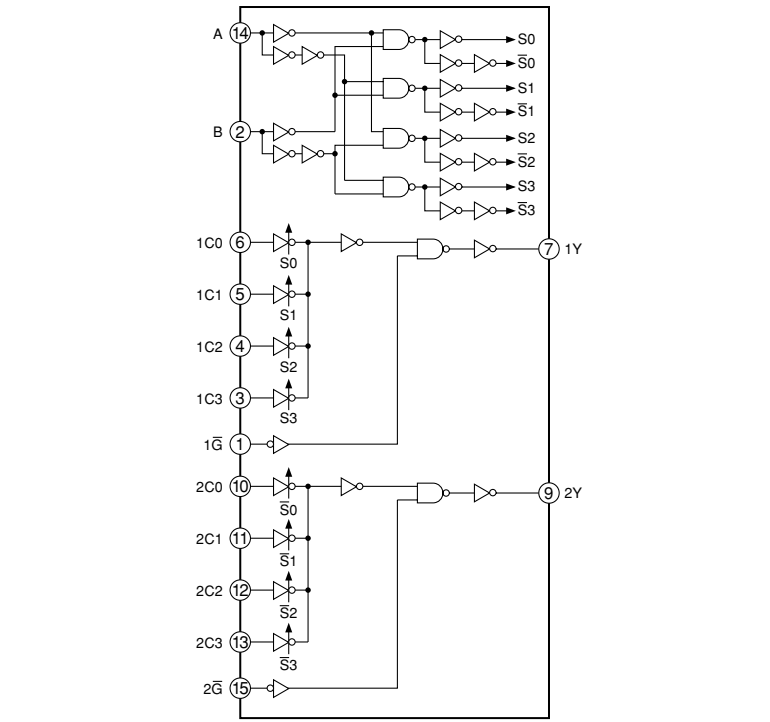 A 14
S0
S̅0
S1
S̅1
B 2
S2
S̅2
S3
S̅3
1C0 6
S0
7 1Y
1C1 5
S1
1C2 4
S2
1C3 3
S3
1G̅ 1
2C0 10
S̅0
9 2Y
2C1 11
S̅1
2C2 12
S̅2
2C3 13
S̅3
2G̅ 15